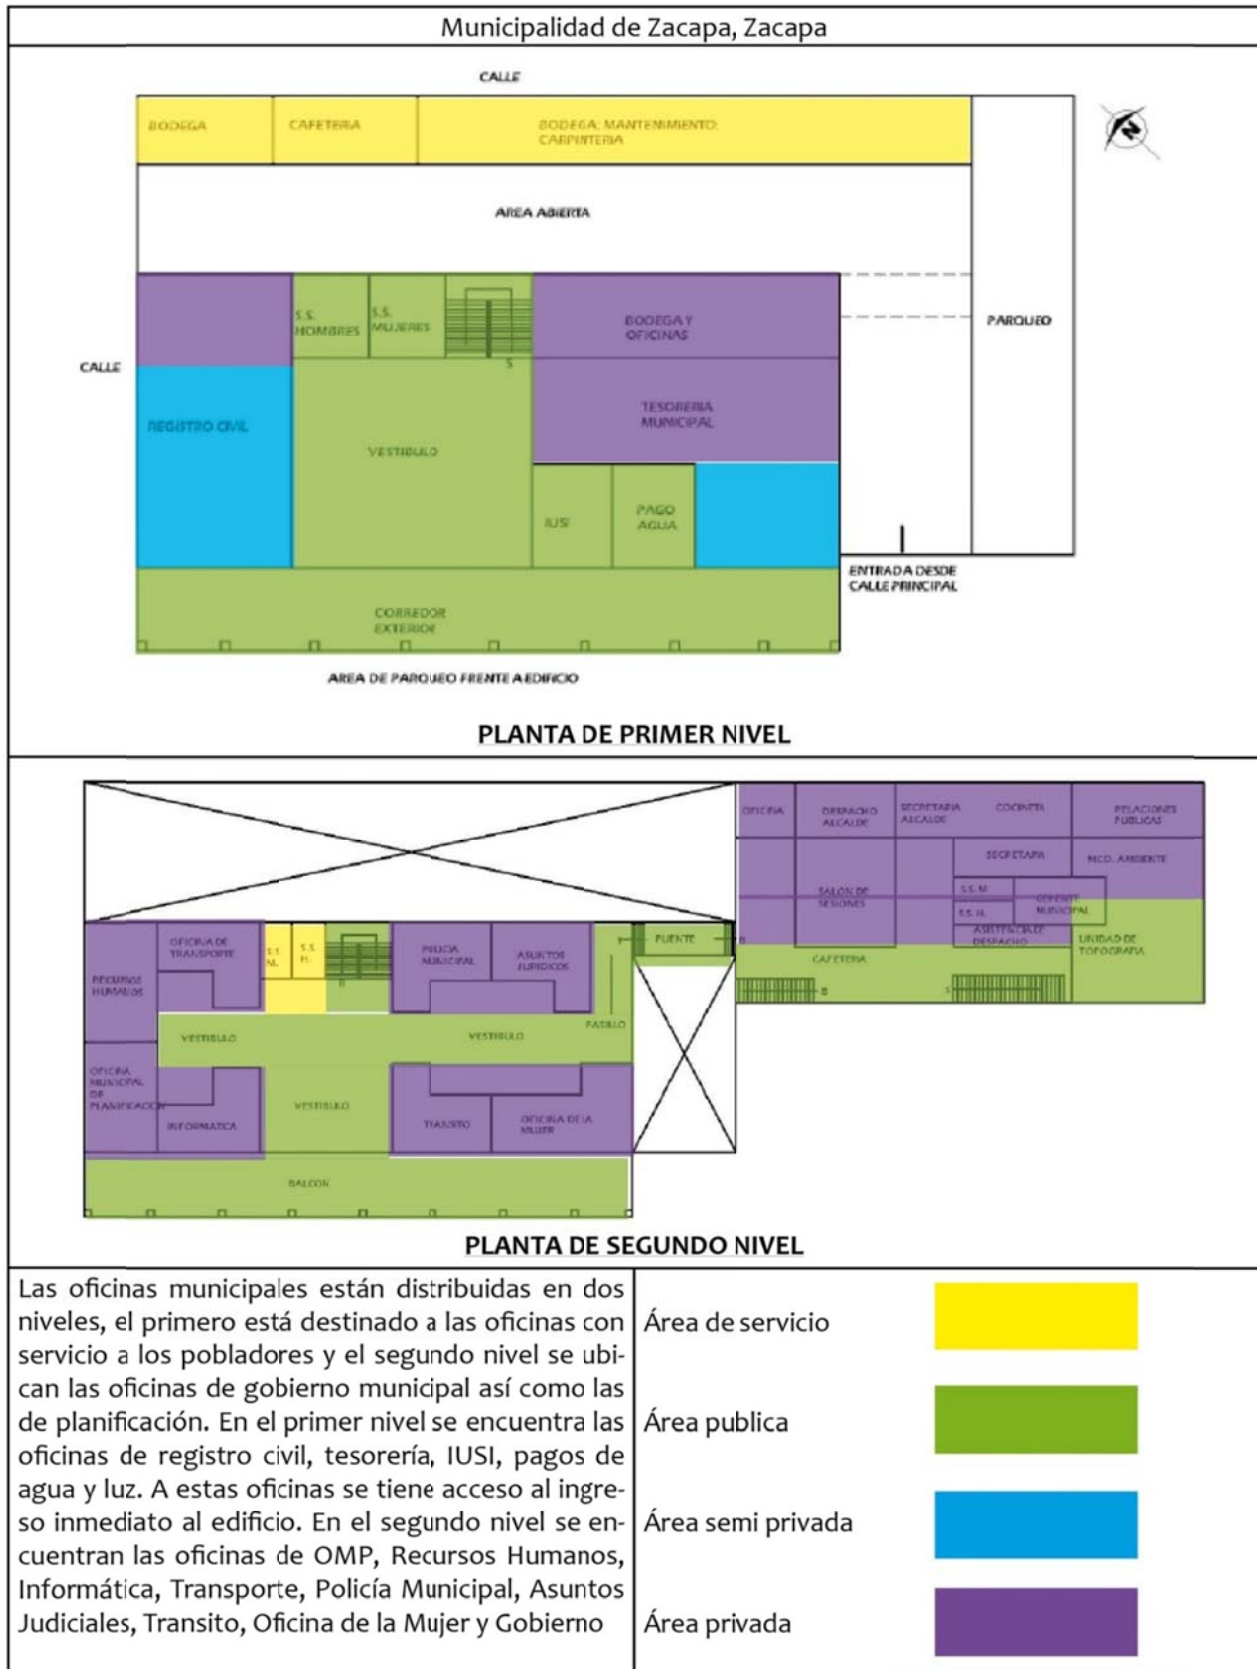 Municipalidad de Zacapa, Zacapa
CALLE
BODEGA
CAFETERIA
BODEGA; MANTENIMIENTO;
CARPINTERIA
AREA ABIERTA
S.S.
HOMBRES
S.S.
MUJERES
S
BODEGA Y
OFICINAS
PARQUEO
CALLE
REGISTRO CIVIL
TESORERIA
MUNICIPAL
VESTIBULO
IUSI
PAGO
AGUA
ENTRADA DESDE
CALLE PRINCIPAL
CORREDOR
EXTERIOR
AREA DE PARQUEO FRENTE A EDIFICIO
PLANTA DE PRIMER NIVEL
OFICINA
DESPACHO
ALCALDE
SECRETARIA
ALCALDE
COCINETA
RELACIONES
PUBLICAS
SECRETARIA
MCD. AMBIENTE
SALON DE
SESIONES
S.S. M.
S.S. H.
GERENTE
MUNICIPAL
ASISTENCIA DE
DESPACHO
UNIDAD DE
TOPOGRAFIA
CAFETERIA
B
S
OFICINA DE
TRANSPORTE
S.S.
M.
S.S.
H.
B
POLICIA
MUNICIPAL
ASUNTOS
JURIDICOS
PUENTE
B
RECURSOS
HUMANOS
PASILLO
VESTIBULO
VESTIBULO
OFICINA
MUNICIPAL
DE
PLANIFICACION
INFORMATICA
VESTIBULO
TRANSITO
OFICINA DE LA
MUJER
BALCON
PLANTA DE SEGUNDO NIVEL
Las oficinas municipales están distribuidas en dos
niveles, el primero está destinado a las oficinas con
servicio a los pobladores y el segundo nivel se ubi-
can las oficinas de gobierno municipal así como las
de planificación. En el primer nivel se encuentra las
oficinas de registro civil, tesorería, IUSI, pagos de
agua y luz. A estas oficinas se tiene acceso al ingre-
so inmediato al edificio. En el segundo nivel se en-
cuentran las oficinas de OMP, Recursos Humanos,
Informática, Transporte, Policía Municipal, Asuntos
Judiciales, Transito, Oficina de la Mujer y Gobierno
Área de servicio
Área publica
Área semi privada
Área privada